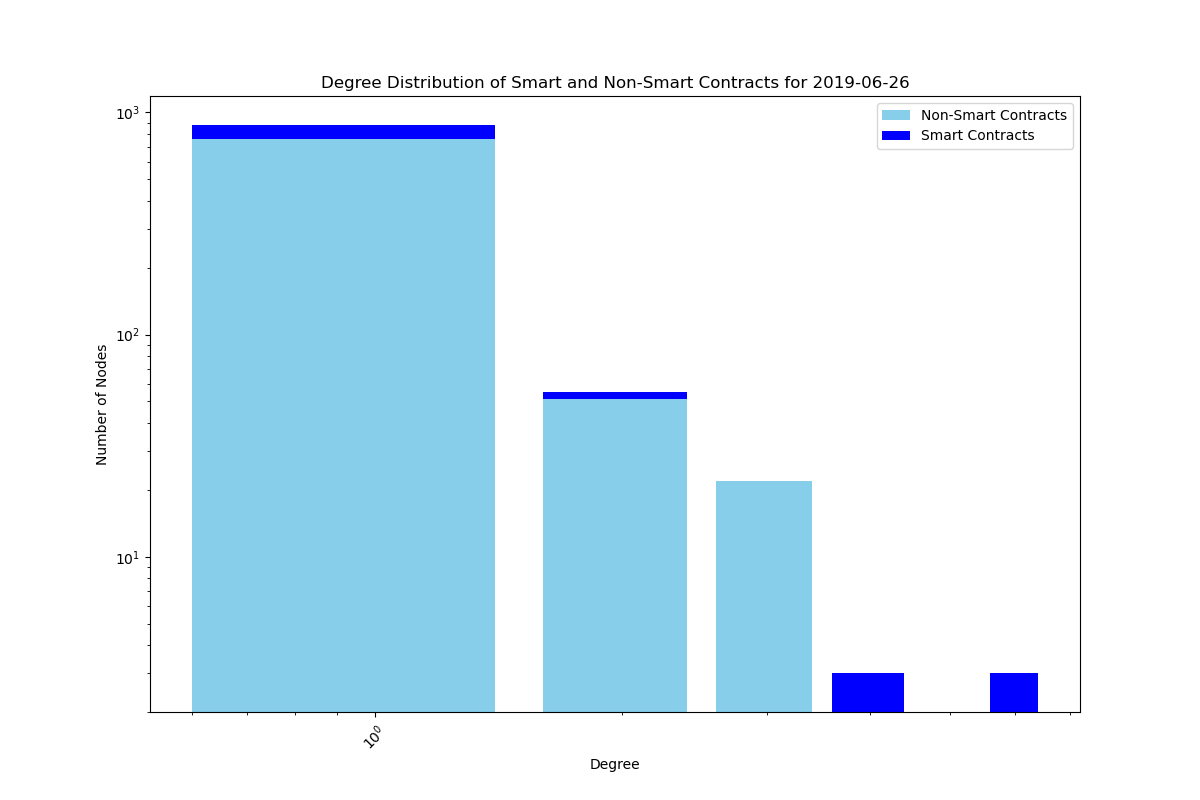 Degree Distribution of Smart and Non-Smart Contracts for 2019-06-26
Non-Smart Contracts
Smart Contracts
Number of Nodes
10³
10²
10¹
10⁰
Degree